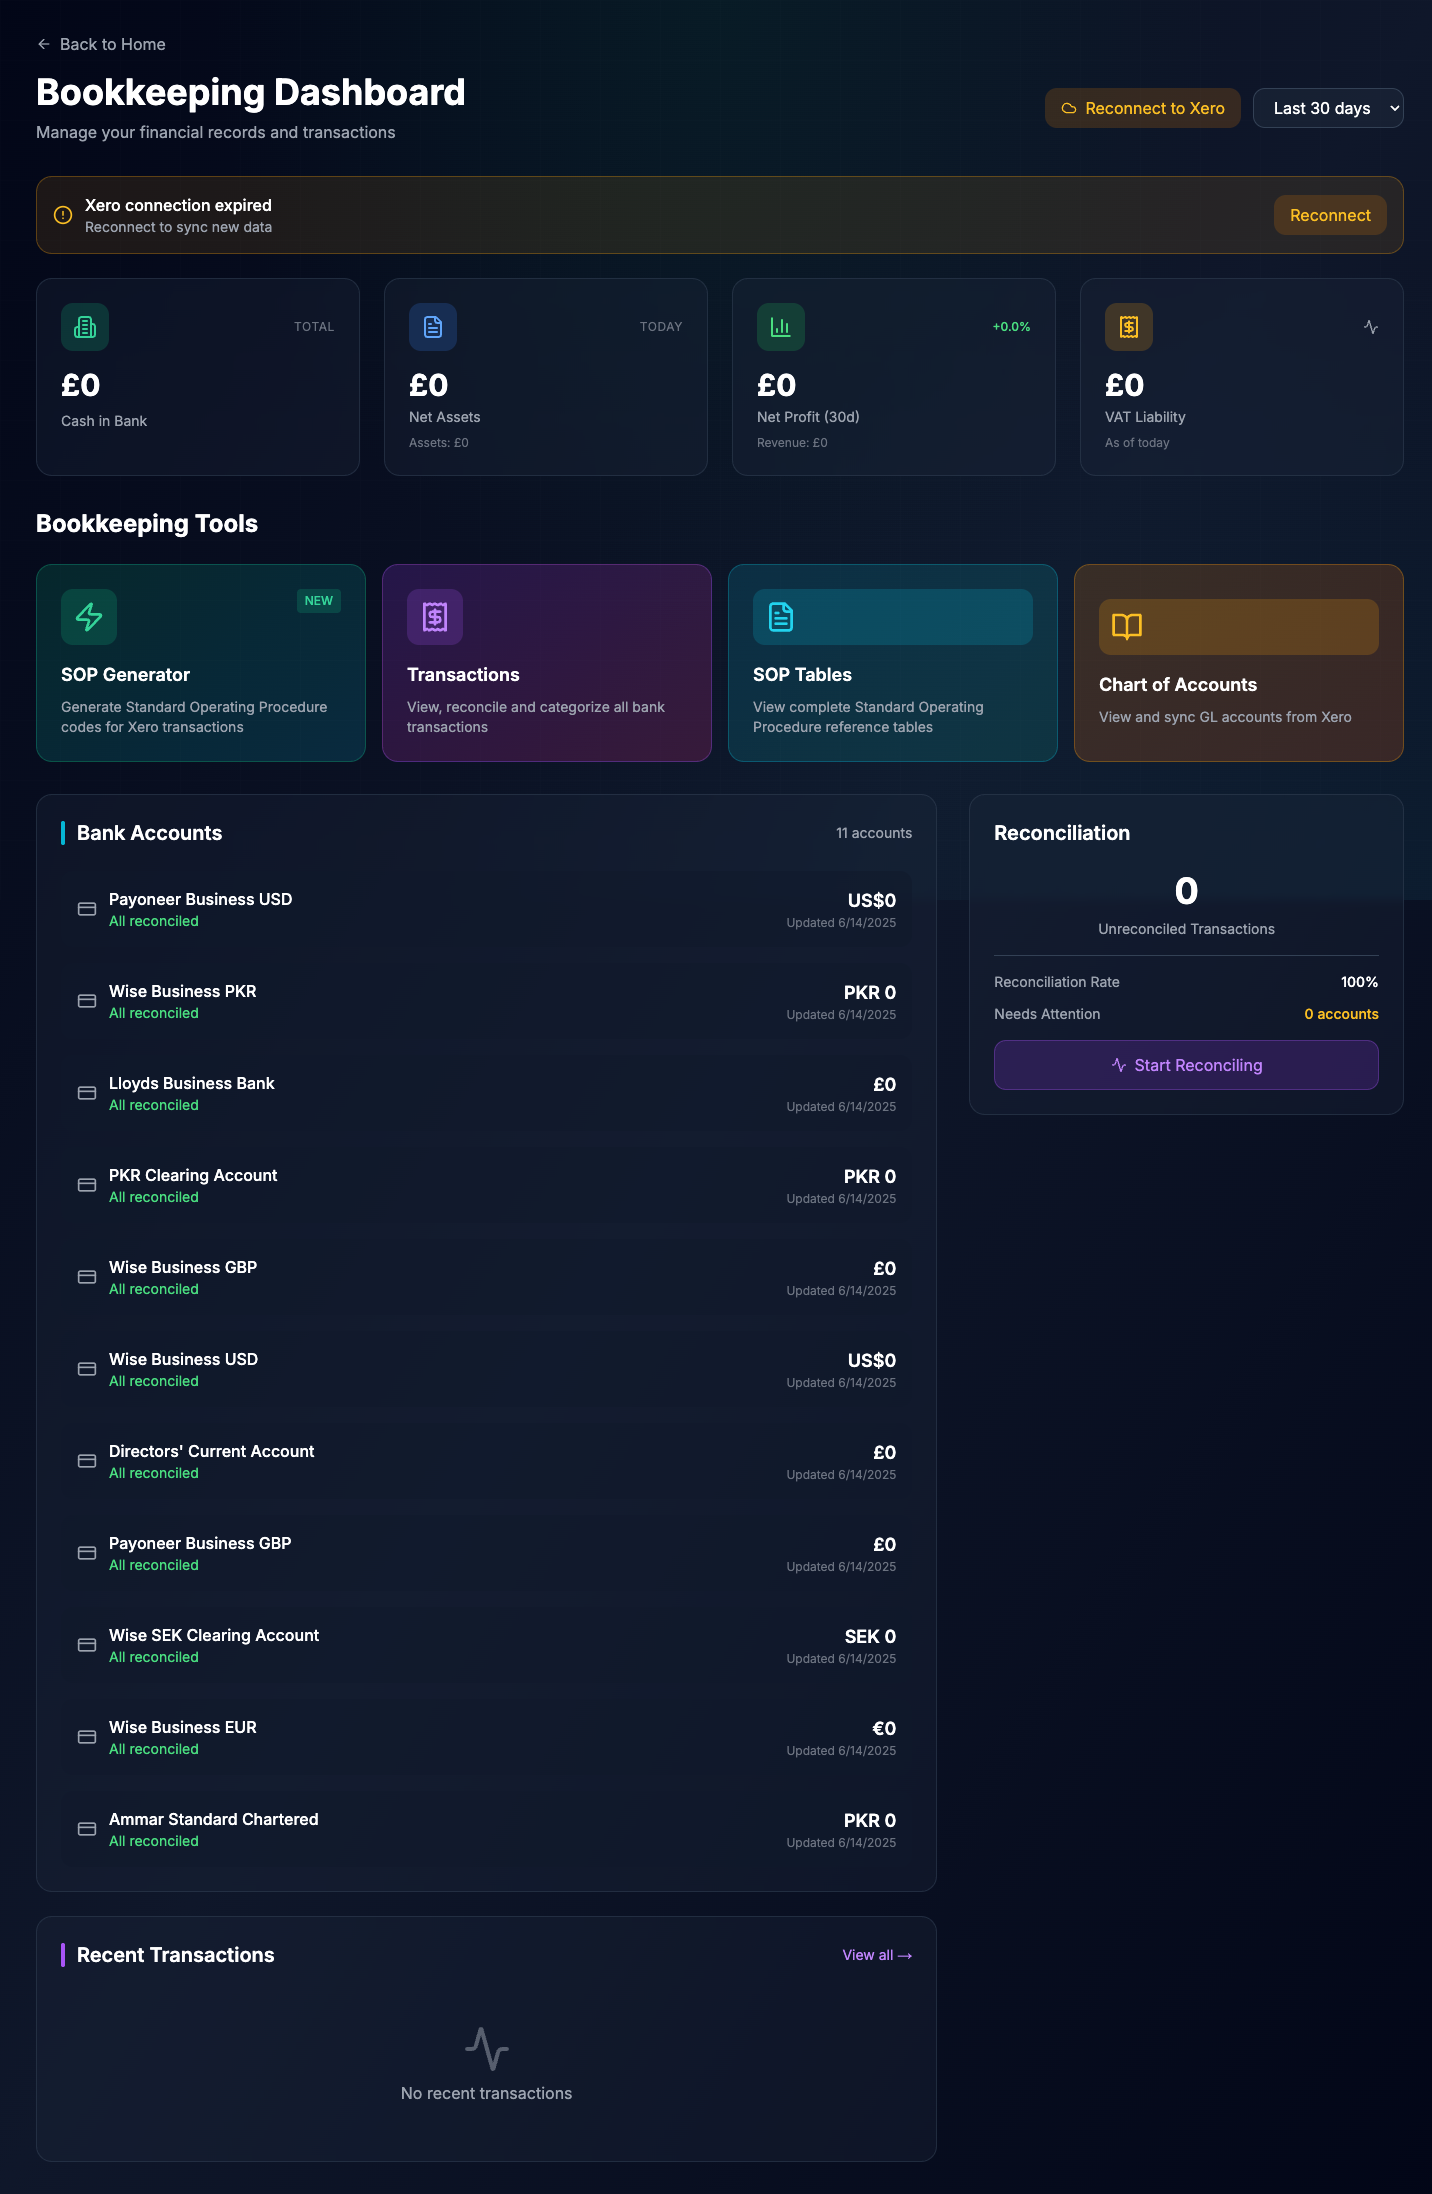 Back to Home
Bookkeeping Dashboard
Manage your financial records and transactions
Reconnect to Xero
Last 30 days
Xero connection expired
Reconnect to sync new data
Reconnect
TOTAL
£0
Cash in Bank
TODAY
£0
Net Assets
Assets: £0
+0.0%
£0
Net Profit (30d)
Revenue: £0
£0
VAT Liability
As of today
Bookkeeping Tools
NEW
SOP Generator
Generate Standard Operating Procedure
codes for Xero transactions
Transactions
View, reconcile and categorize all bank
transactions
SOP Tables
View complete Standard Operating
Procedure reference tables
Chart of Accounts
View and sync GL accounts from Xero
Bank Accounts
11 accounts
Payoneer Business USD
All reconciled
US$0
Updated 6/14/2025
Wise Business PKR
All reconciled
PKR 0
Updated 6/14/2025
Lloyds Business Bank
All reconciled
£0
Updated 6/14/2025
PKR Clearing Account
All reconciled
PKR 0
Updated 6/14/2025
Wise Business GBP
All reconciled
£0
Updated 6/14/2025
Wise Business USD
All reconciled
US$0
Updated 6/14/2025
Directors' Current Account
All reconciled
£0
Updated 6/14/2025
Payoneer Business GBP
All reconciled
£0
Updated 6/14/2025
Wise SEK Clearing Account
All reconciled
SEK 0
Updated 6/14/2025
Wise Business EUR
All reconciled
€0
Updated 6/14/2025
Ammar Standard Chartered
All reconciled
PKR 0
Updated 6/14/2025
Reconciliation
0
Unreconciled Transactions
Reconciliation Rate 100%
Needs Attention 0 accounts
Start Reconciling
Recent Transactions
View all →
No recent transactions